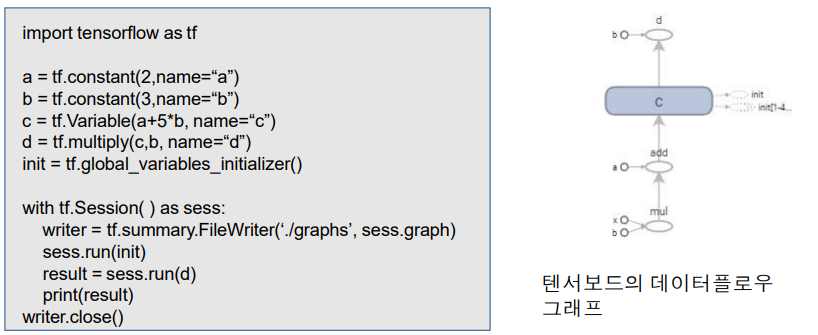 import tensorflow as tf
a = tf.constant(2,name=“a”)
b = tf.constant(3,name=“b”)
c = tf.Variable(a+5*b, name=“c”)
d = tf.multiply(c,b, name=“d”)
init = tf.global_variables_initializer()
with tf.Session( ) as sess:
writer = tf.summary.FileWriter(‘./graphs’, sess.graph)
sess.run(init)
result = sess.run(d)
print(result)
writer.close()
d
b
C
init
init[1-4...
add
a
mul
x
b
텐서보드의 데이터플로우
그래프